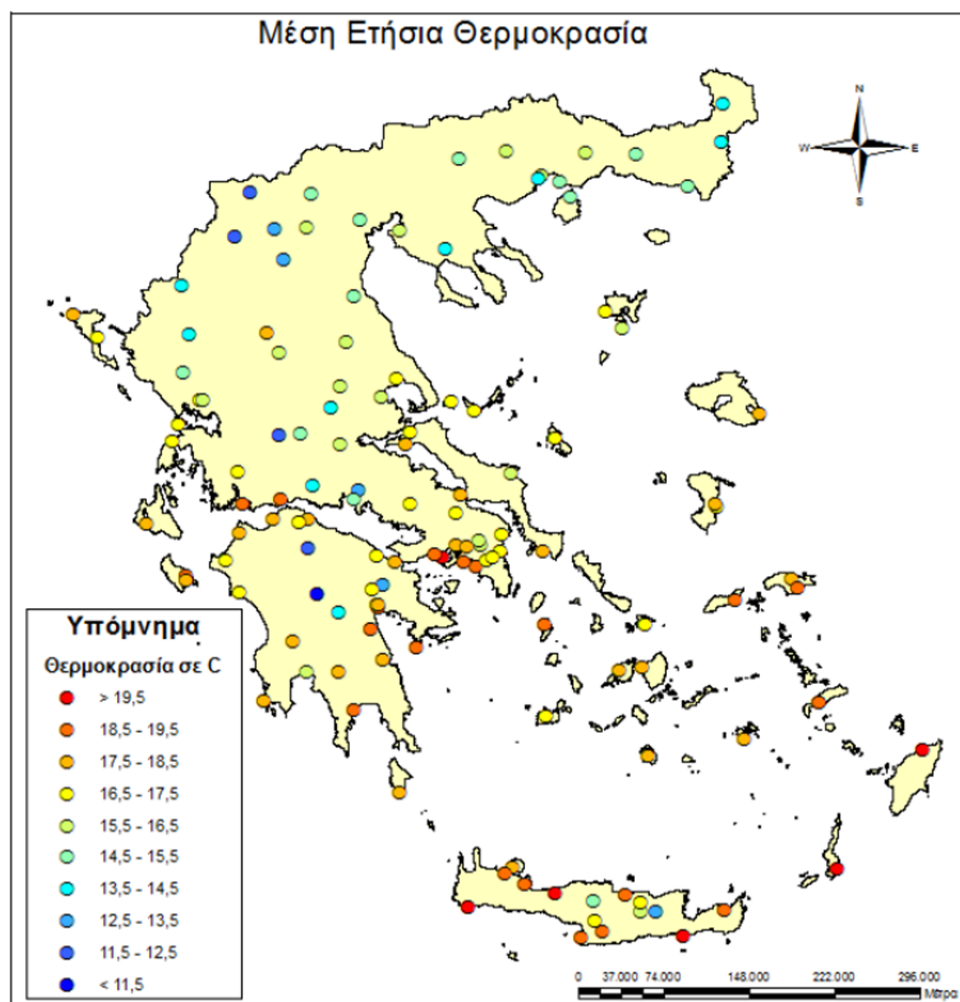 Μέση Ετήσια Θερμοκρασία
N
W E
S
Υπόμνημα
Θερμοκρασία σε C
> 19,5
18,5 - 19,5
17,5 - 18,5
16,5 - 17,5
15,5 - 16,5
14,5 - 15,5
13,5 - 14,5
12,5 - 13,5
11,5 - 12,5
< 11,5
0 37.000 74.000 148.000 222.000 296.000
Μέτρα